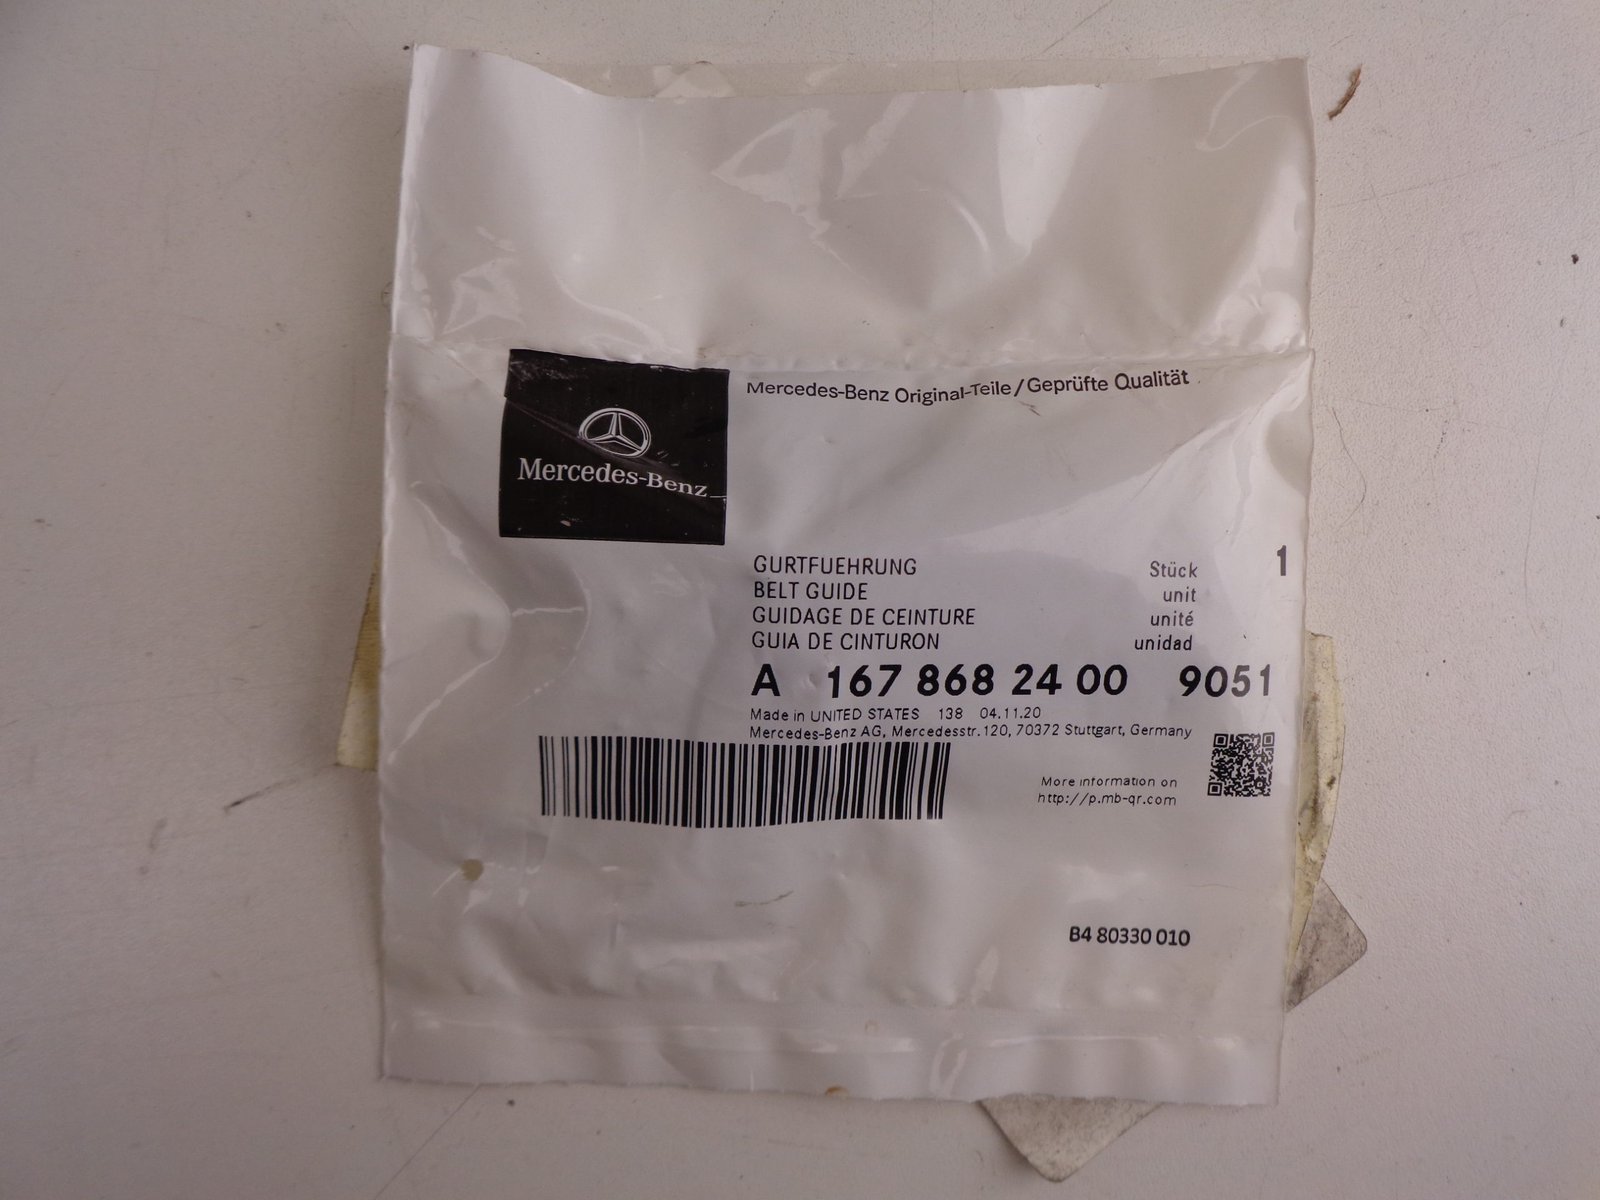 Mercedes-Benz Original-Teile/Geprüfte Qualität
Mercedes-Benz
GURTFUEHRUNG Stück 1
BELT GUIDE unit
GUIDAGE DE CEINTURE unité
GUIA DE CINTURON unidad
A 167 868 24 00 9051
Made in UNITED STATES 138 04.11.20
Mercedes-Benz AG, Mercedesstr.120, 70372 Stuttgart, Germany
More information on
http://p.mb-qr.com
B4 80330 010